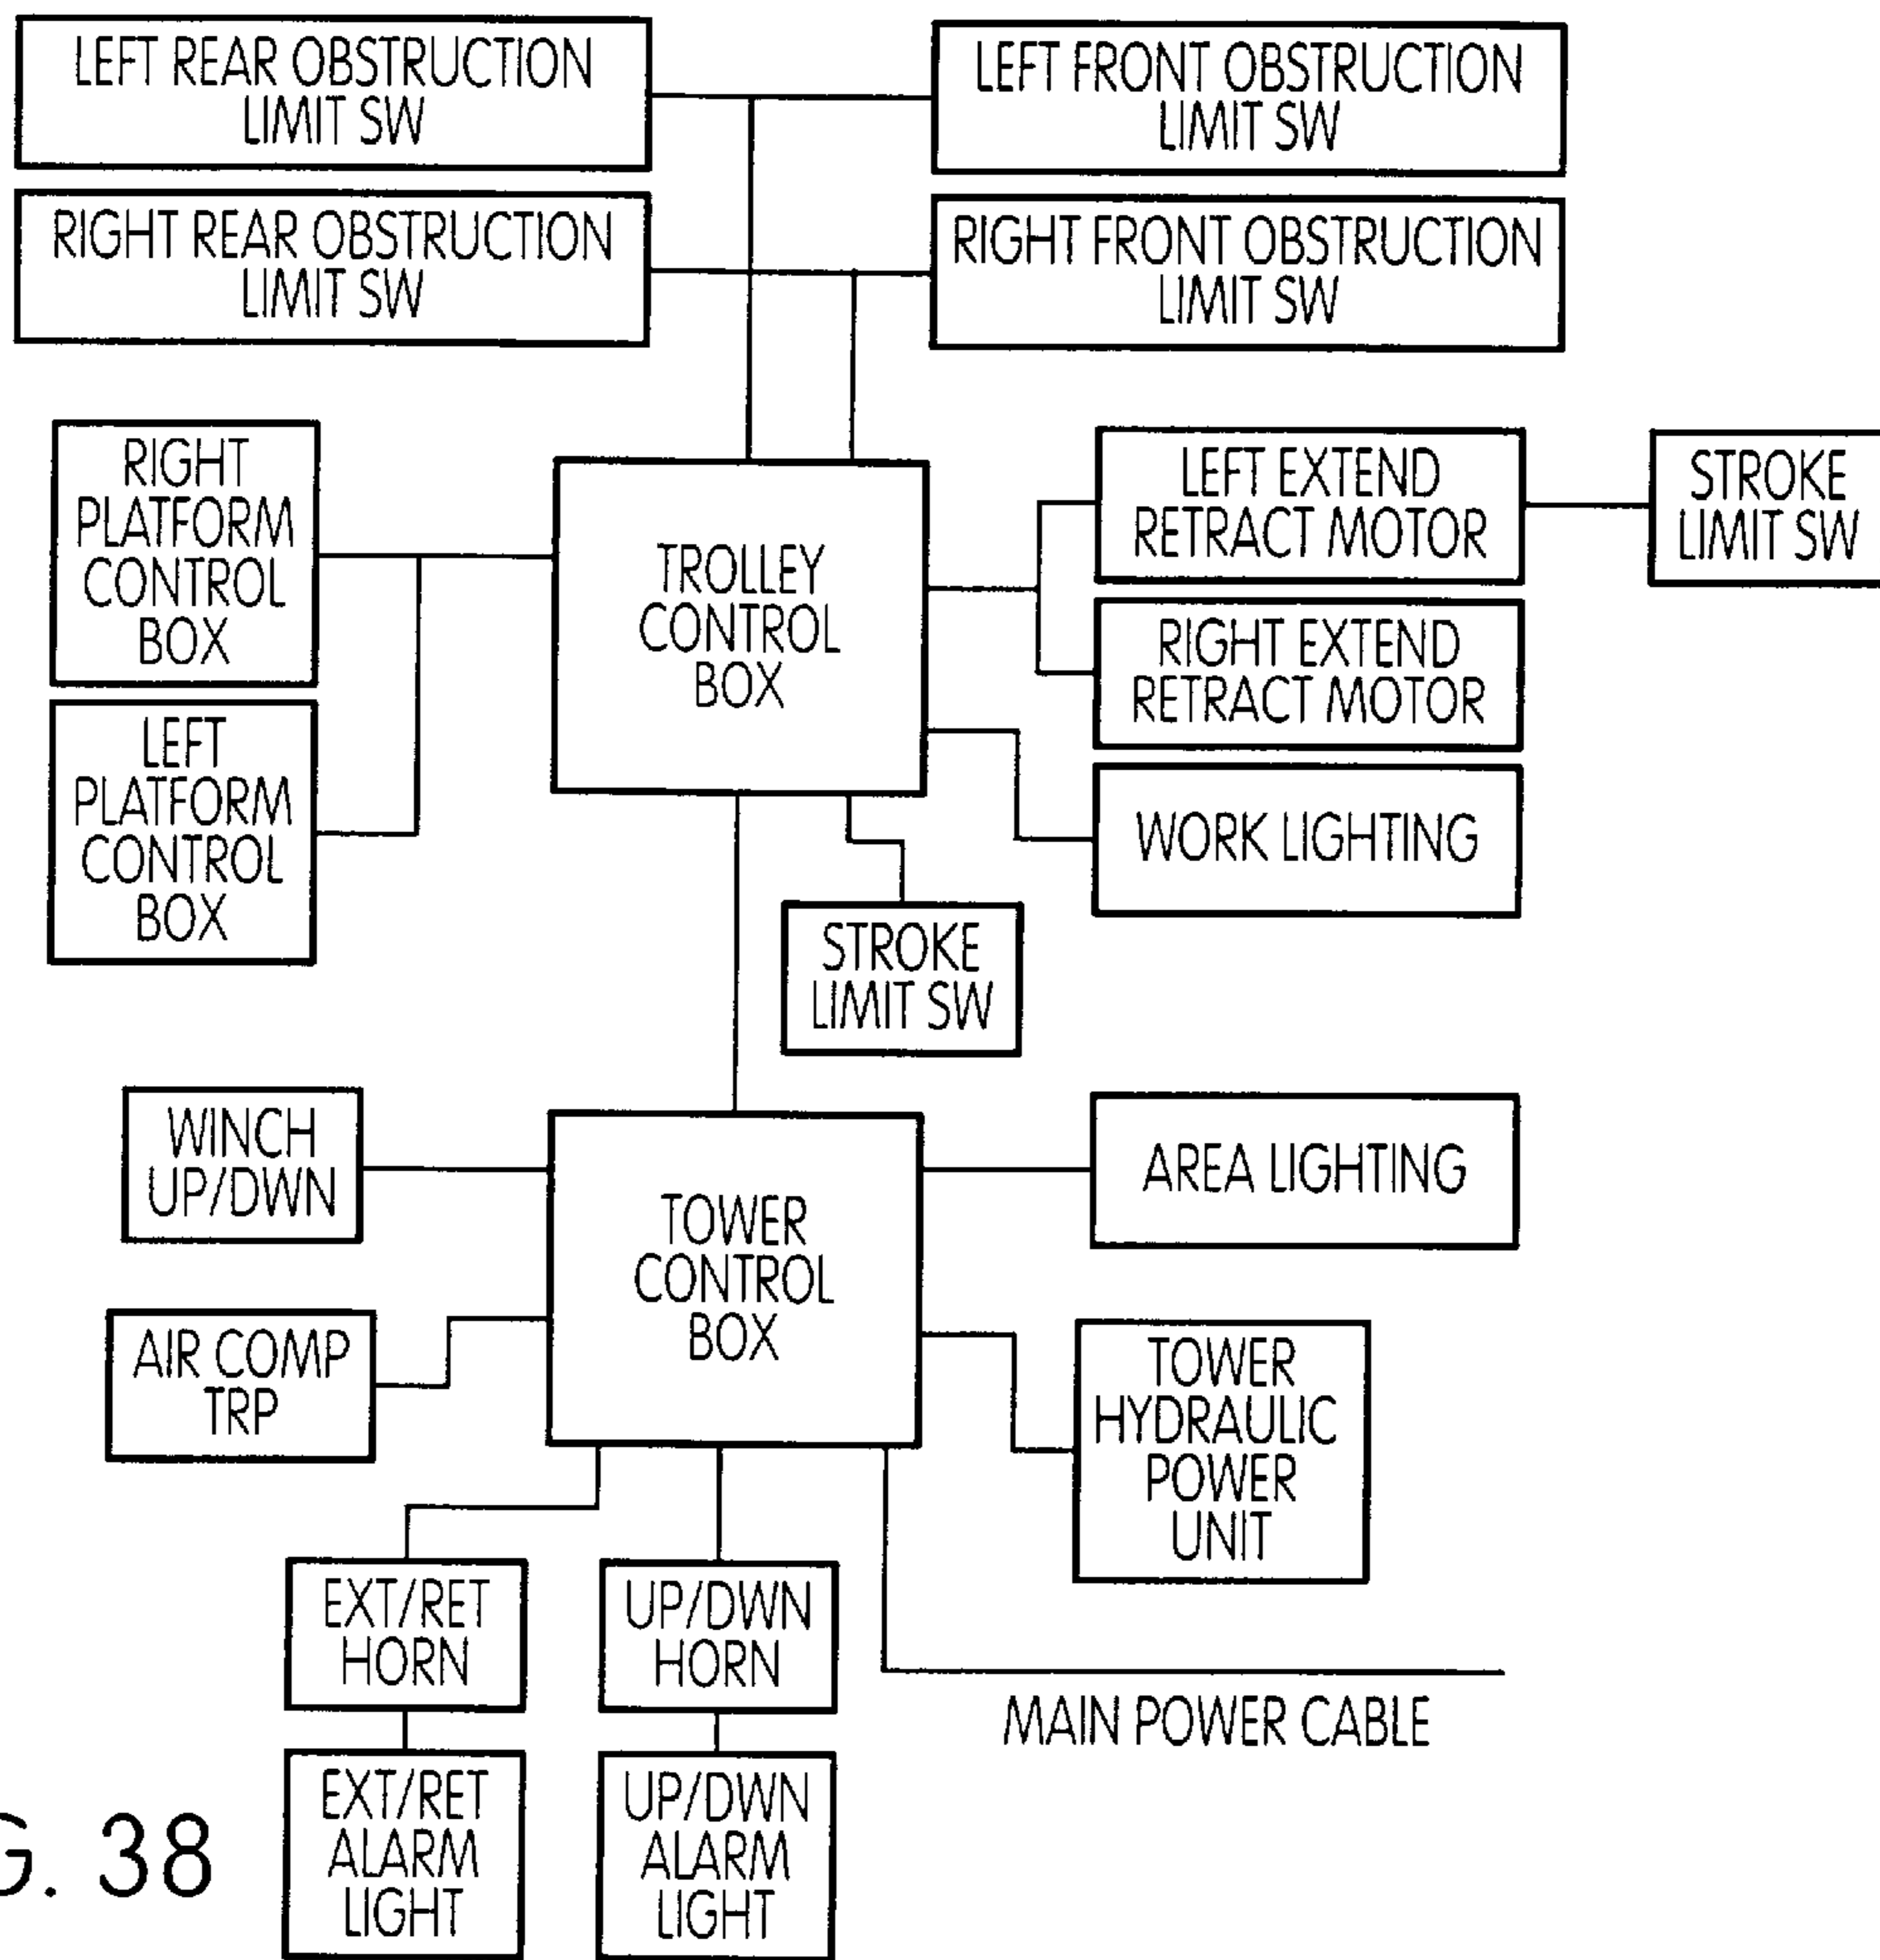 LEFT REAR OBSTRUCTION
LIMIT SW
LEFT FRONT OBSTRUCTION
LIMIT SW
RIGHT REAR OBSTRUCTION
LIMIT SW
RIGHT FRONT OBSTRUCTION
LIMIT SW
RIGHT
PLATFORM
CONTROL
BOX
TROLLEY
CONTROL
BOX
LEFT EXTEND
RETRACT MOTOR
STROKE
LIMIT SW
RIGHT EXTEND
RETRACT MOTOR
LEFT
PLATFORM
CONTROL
BOX
WORK LIGHTING
STROKE
LIMIT SW
WINCH
UP/DWN
TOWER
CONTROL
BOX
AREA LIGHTING
AIR COMP
TRP
TOWER
HYDRAULIC
POWER
UNIT
EXT/RET
HORN
UP/DWN
HORN
MAIN POWER CABLE
EXT/RET
ALARM
LIGHT
UP/DWN
ALARM
LIGHT
G. 38